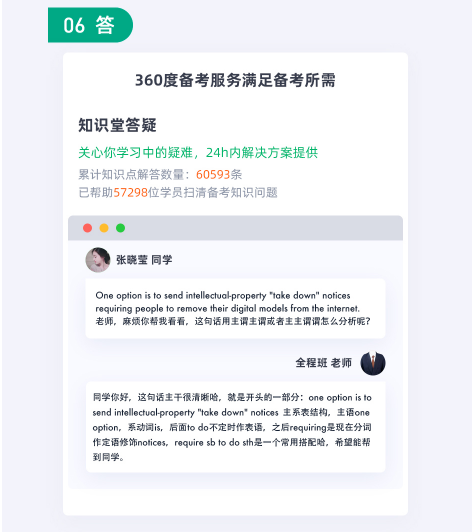 06 答
360度备考服务满足备考所需
知识堂答疑
关心你学习中的疑难，24h内解决方案提供
累计知识点解答数量：60593条
已帮助57298位学员扫清备考知识问题
张晓莹 同学
One option is to send intellectual-property "take down" notices
requiring people to remove their digital models from the internet.
老师，麻烦你帮我看看，这句话用主谓主谓或者主主谓谓怎么分析呢？
全程班 老师
同学你好，这句话主干很清晰哈，就是开头的一部分：one option is to
send intellectual-property "take down" notices 主系表结构，主语one
option，系动词is，后面to do不定时作表语，之后requiring是现在分词
作定语修饰notices，require sb to do sth是一个常用搭配哈，希望能帮
到同学。